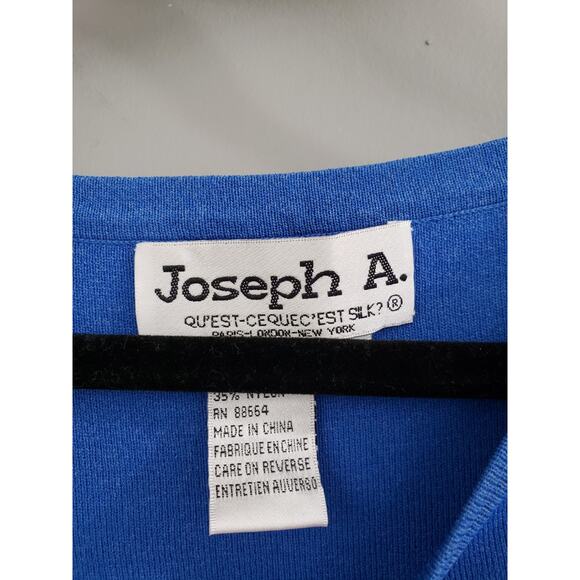 Joseph A.
QU'EST-CEQUEC'EST SILK? ®
PARIS-LONDON-NEW YORK
35% NYLON
RN 88664
MADE IN CHINA
FABRIQUE EN CHINE
CARE ON REVERSE
ENTRETIEN AUVERSO